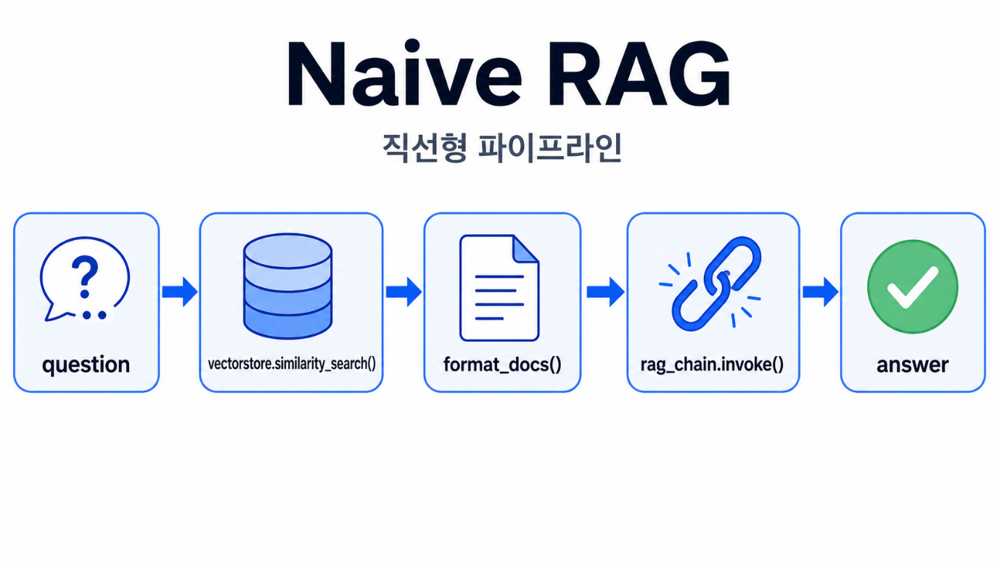 Naive RAG
직선형 파이프라인
?
question
vectorstore.similarity_search()
format_docs()
rag_chain.invoke()
answer